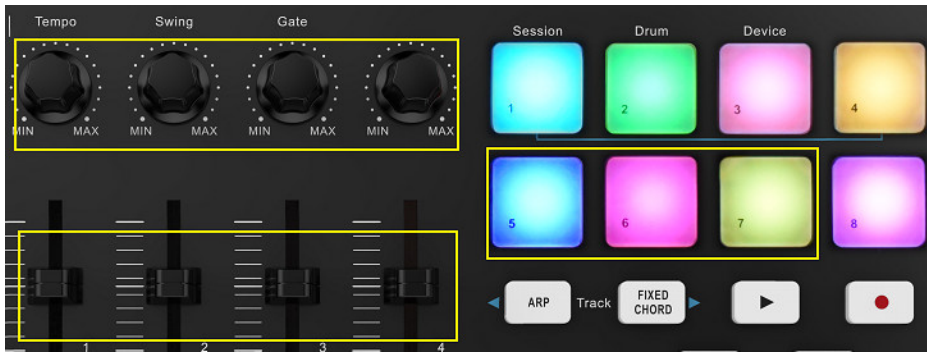 Tempo Swing Gate
Session Drum Device
MIN MAX MIN MAX MIN MAX MIN MAX
1 2 3 4
5 6 7 8
ARP Track FIXED CHORD
1 2 3 4